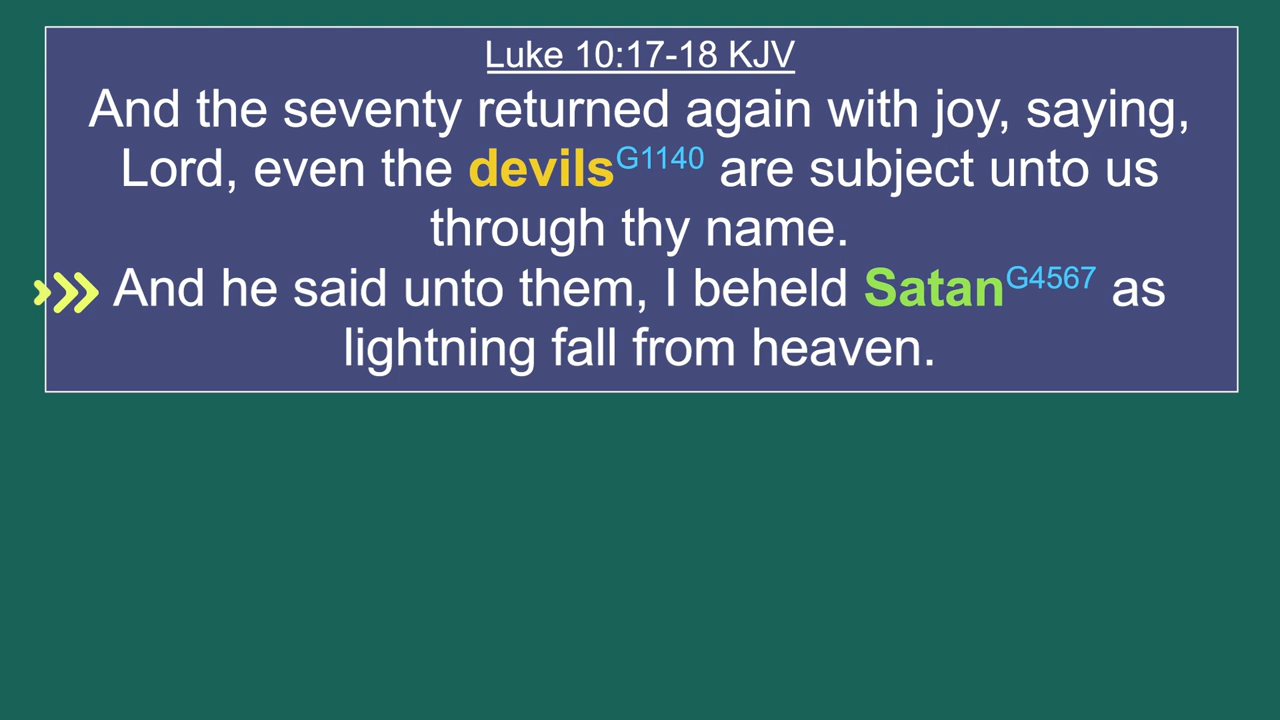 Luke 10:17-18 KJV
And the seventy returned again with joy, saying,
Lord, even the devilsG1140 are subject unto us
through thy name.
And he said unto them, I beheld SatanG4567 as
lightning fall from heaven.